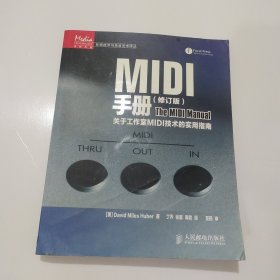 Media
MIDI
手册（修订版）
The MIDI Manual
关于工作室MIDI技术的实用指南
MIDI
THRU OUT IN
[美] David Miles Huber 著
人民邮电出版社